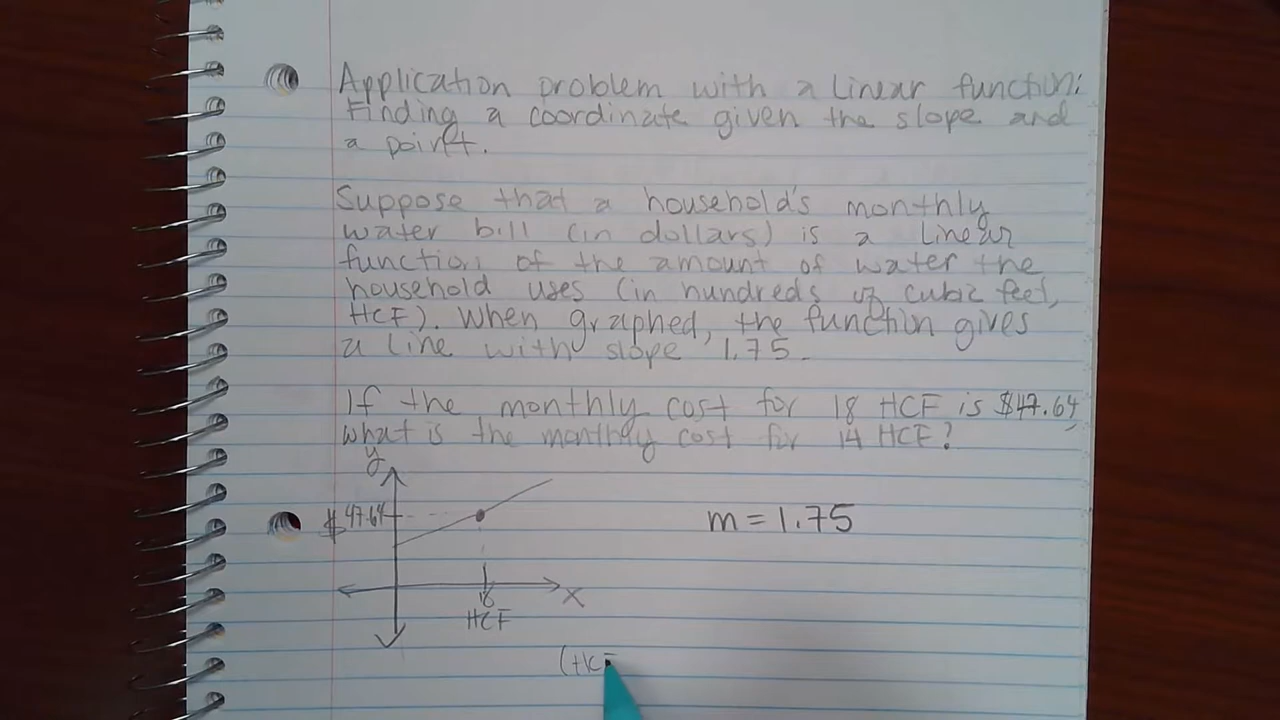 Application problem with a linear function:
Finding a coordinate given the slope and
a point.
Suppose that a household's monthly
water bill (in dollars) is a linear
function of the amount of water the
household uses (in hundreds of cubic feet,
HCF). When graphed, the function gives
a line with slope 1.75.
If the monthly cost for 18 HCF is $47.64,
what is the monthly cost for 14 HCF?
y
$47.64
m = 1.75
18
x
HCF
(HCF